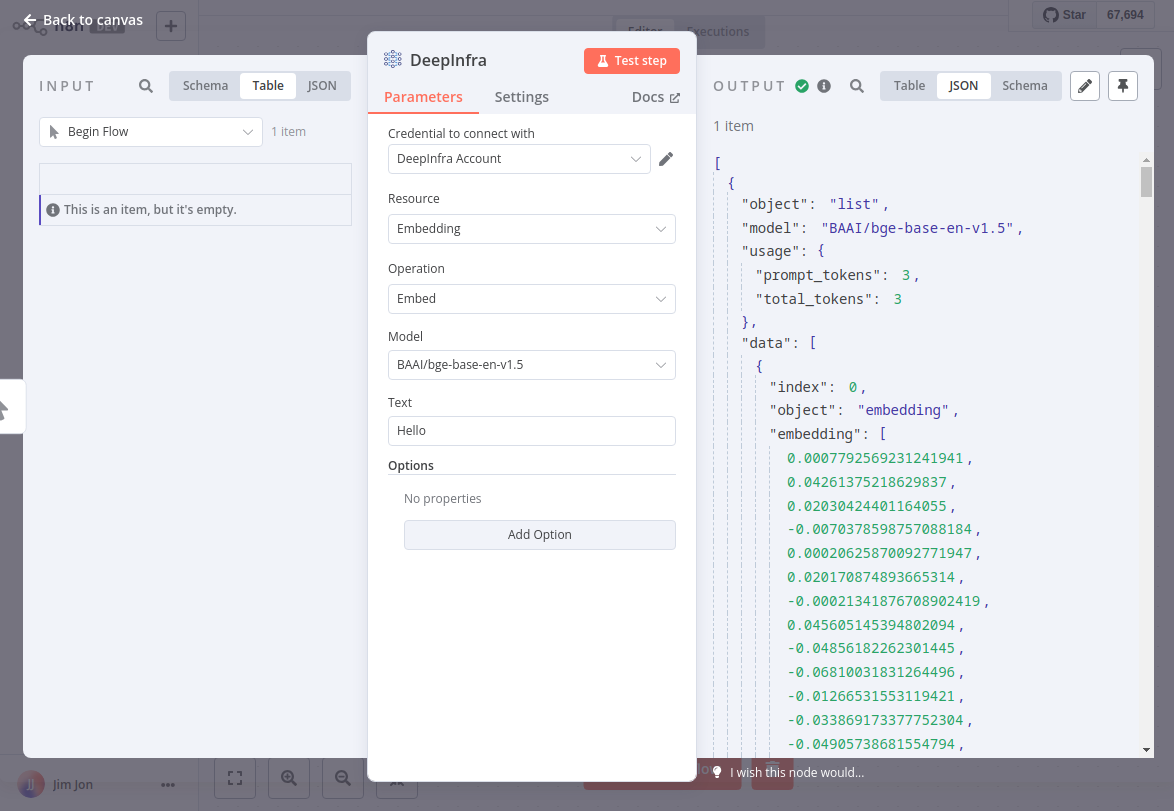 Back to canvas
Editor
Executions
Star
67,694
INPUT
Schema
Table
JSON
Begin Flow
1 item
This is an item, but it's empty.
DeepInfra
Test step
Parameters
Settings
Docs
Credential to connect with
DeepInfra Account
Resource
Embedding
Operation
Embed
Model
BAAI/bge-base-en-v1.5
Text
Hello
Options
No properties
Add Option
OUTPUT
Table
JSON
Schema
1 item
[
{
"object": "list",
"model": "BAAI/bge-base-en-v1.5",
"usage": {
"prompt_tokens": 3,
"total_tokens": 3
},
"data": [
{
"index": 0,
"object": "embedding",
"embedding": [
0.0007792569231241941,
0.04261375218629837,
0.02030424401164055,
-0.0070378598757088184,
0.00020625870092771947,
0.020170874893665314,
-0.00021341876708902419,
0.045605145394802094,
-0.04856182262301445,
-0.06810031831264496,
-0.01266531553119421,
-0.033869173377752304,
-0.04905738681554794,
Jim Jon
I wish this node would...